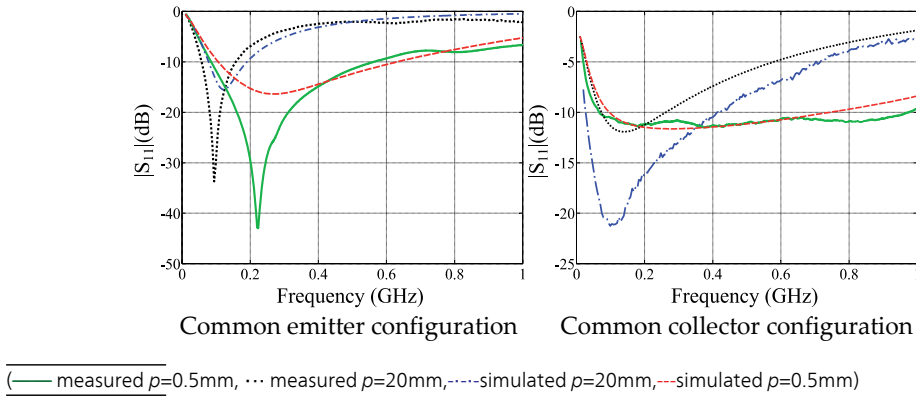 0
-10
-20
-30
-40
-50
|S11|(dB)
0 0.2 0.4 0.6 0.8 1
Frequency (GHz)
Common emitter configuration
0
-5
-10
-15
-20
-25
|S11|(dB)
0 0.2 0.4 0.6 0.8 1
Frequency (GHz)
Common collector configuration
(—— measured p=0.5mm, ··· measured p=20mm,-·-·-simulated p=20mm,---simulated p=0.5mm)